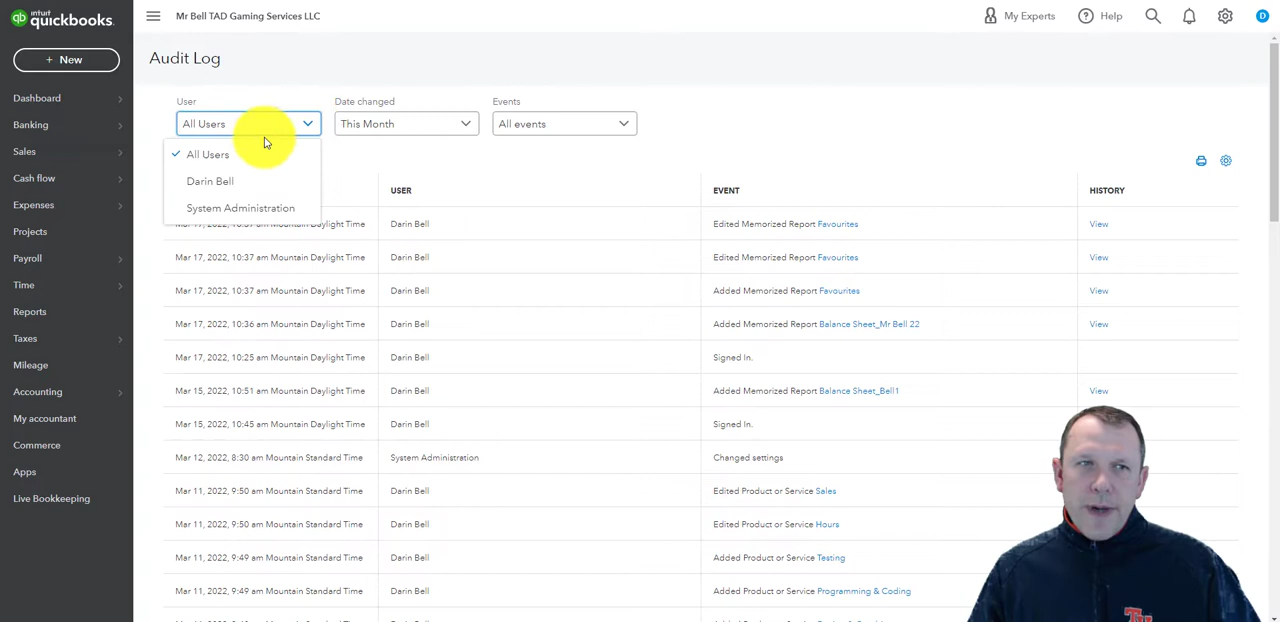 intuit
qb quickbooks.
Mr Bell TAD Gaming Services LLC
My Experts
Help
D
+ New
Dashboard
Banking
Sales
Cash flow
Expenses
Projects
Payroll
Time
Reports
Taxes
Mileage
Accounting
My accountant
Commerce
Apps
Live Bookkeeping
Audit Log
User
Date changed
Events
All Users
This Month
All events
All Users
Darin Bell
System Administration
USER
EVENT
HISTORY
Mar 17, 2022, 10:37 am Mountain Daylight Time Darin Bell Edited Memorized Report Favourites View
Mar 17, 2022, 10:37 am Mountain Daylight Time Darin Bell Edited Memorized Report Favourites View
Mar 17, 2022, 10:37 am Mountain Daylight Time Darin Bell Added Memorized Report Favourites View
Mar 17, 2022, 10:36 am Mountain Daylight Time Darin Bell Added Memorized Report Balance Sheet_Mr Bell 22 View
Mar 17, 2022, 10:25 am Mountain Daylight Time Darin Bell Signed In.
Mar 15, 2022, 10:51 am Mountain Daylight Time Darin Bell Added Memorized Report Balance Sheet_Bell1 View
Mar 15, 2022, 10:45 am Mountain Daylight Time Darin Bell Signed In.
Mar 12, 2022, 8:30 am Mountain Standard Time System Administration Changed settings
Mar 11, 2022, 9:50 am Mountain Standard Time Darin Bell Edited Product or Service Sales
Mar 11, 2022, 9:50 am Mountain Standard Time Darin Bell Edited Product or Service Hours
Mar 11, 2022, 9:49 am Mountain Standard Time Darin Bell Added Product or Service Testing
Mar 11, 2022, 9:49 am Mountain Standard Time Darin Bell Added Product or Service Programming & Coding